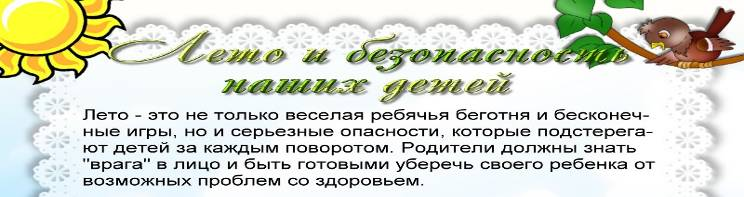 Лето и безопасность
наших детей
Лето - это не только веселая ребячья беготня и бесконеч-
ные игры, но и серьезные опасности, которые подстерега-
ют детей за каждым поворотом. Родители должны знать
"врага" в лицо и быть готовыми уберечь своего ребенка от
возможных проблем со здоровьем.